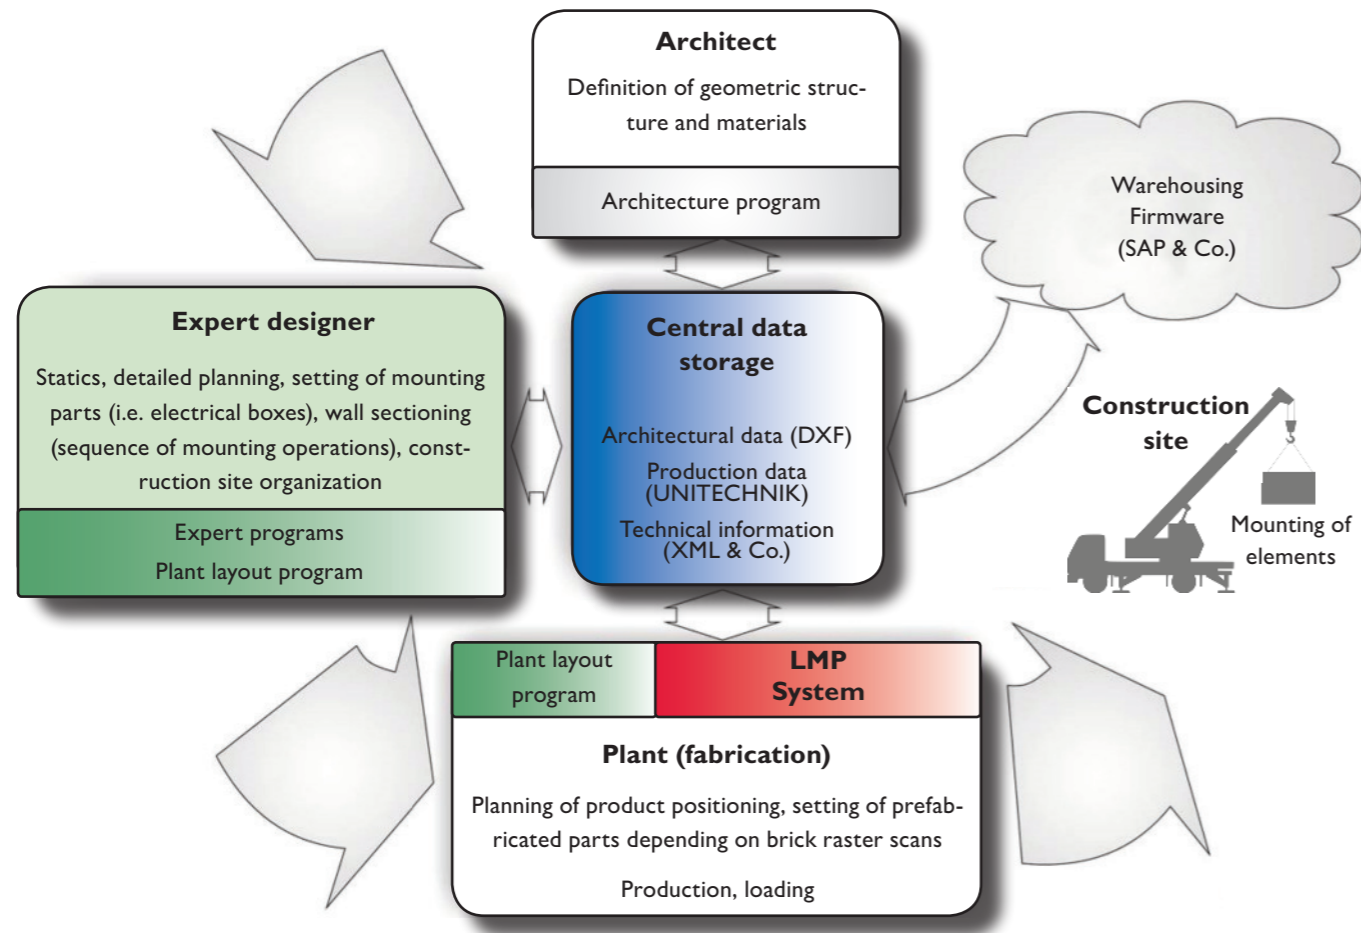 Architect
Definition of geometric struc-
ture and materials
Architecture program
Warehousing
Firmware
(SAP & Co.)
Expert designer
Statics, detailed planning, setting of mounting
parts (i.e. electrical boxes), wall sectioning
(sequence of mounting operations), const-
ruction site organization
Expert programs
Plant layout program
Central data
storage
Architectural data (DXF)
Production data
(UNITECHNIK)
Technical information
(XML & Co.)
Construction
site
Mounting of
elements
Plant layout
program
LMP
System
Plant (fabrication)
Planning of product positioning, setting of prefab-
ricated parts depending on brick raster scans
Production, loading